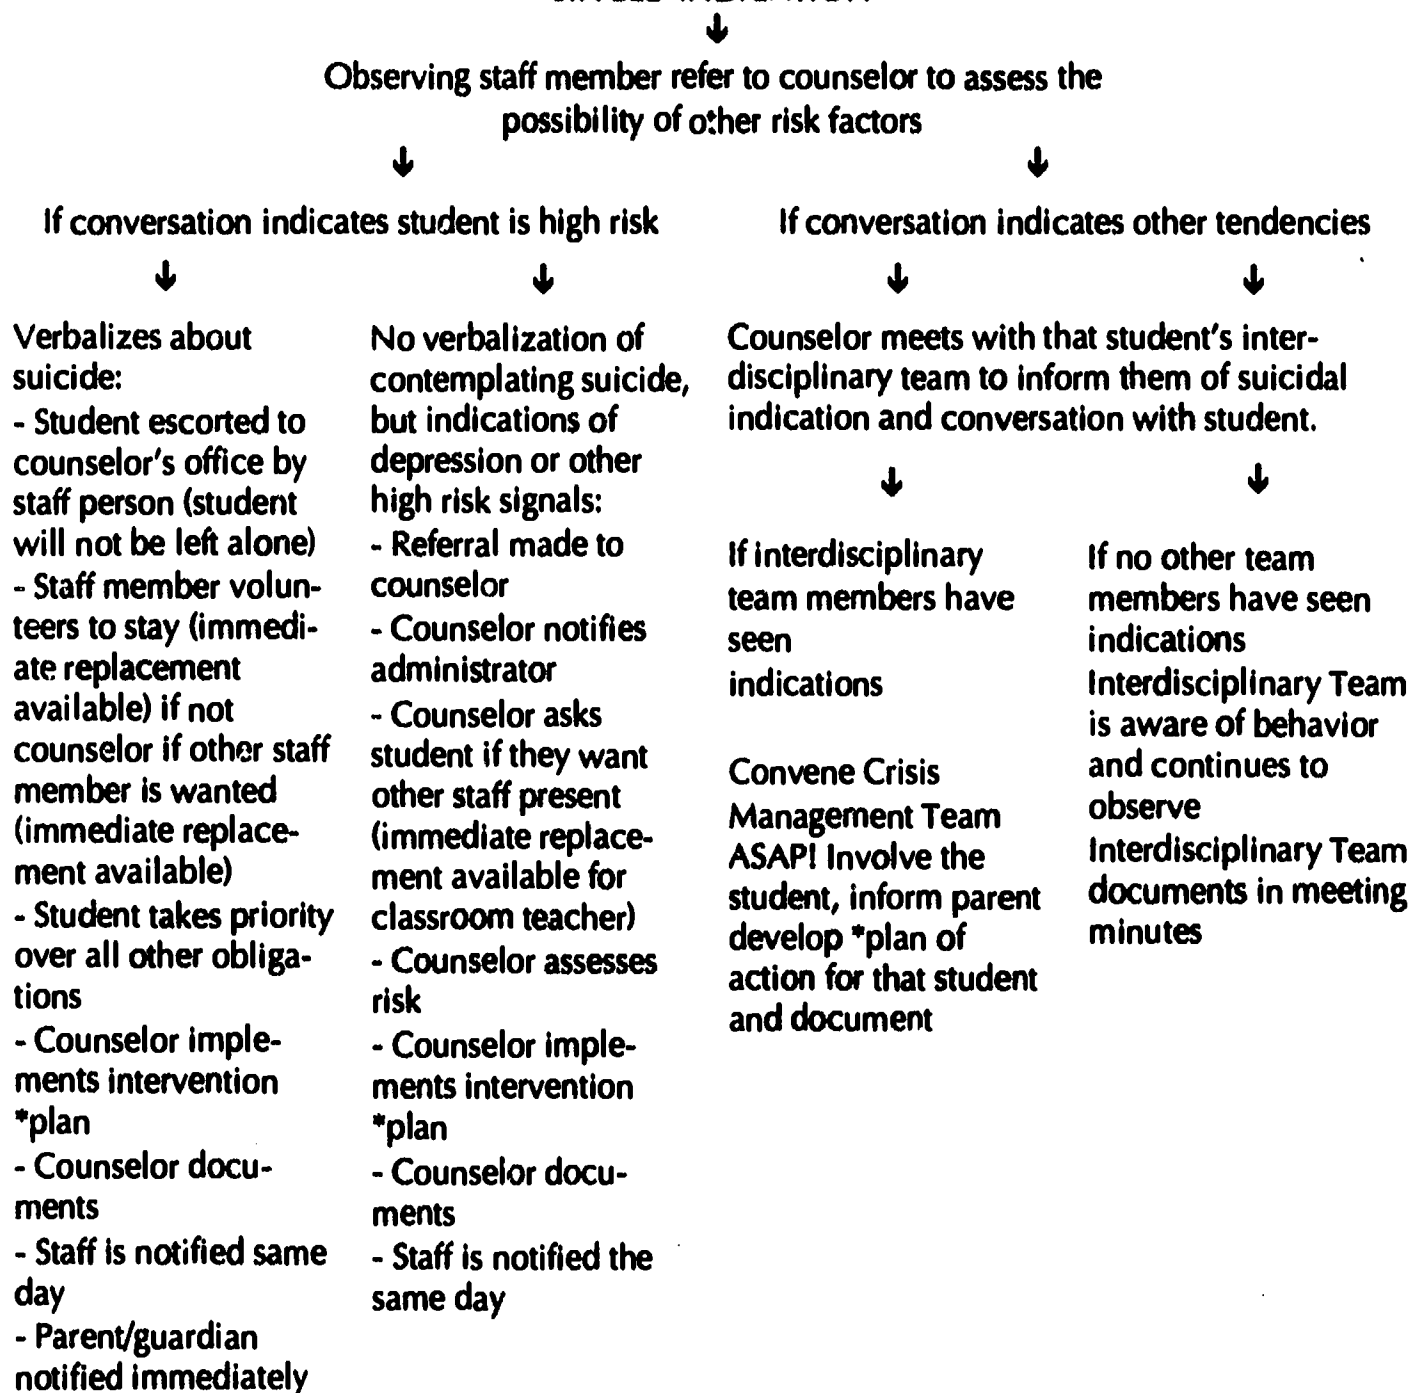 Observing staff member refer to counselor to assess the
possibility of other risk factors
If conversation indicates student is high risk
If conversation indicates other tendencies
Verbalizes about
suicide:
- Student escorted to
counselor's office by
staff person (student
will not be left alone)
- Staff member volun-
teers to stay (immedi-
ate replacement
available) if not
counselor if other staff
member is wanted
(immediate replace-
ment available)
- Student takes priority
over all other obliga-
tions
- Counselor imple-
ments intervention
*plan
- Counselor docu-
ments
- Staff is notified same
day
- Parent/guardian
notified immediately
No verbalization of
contemplating suicide,
but indications of
depression or other
high risk signals:
- Referral made to
counselor
- Counselor notifies
administrator
- Counselor asks
student if they want
other staff present
(immediate replace-
ment available for
classroom teacher)
- Counselor assesses
risk
- Counselor imple-
ments intervention
*plan
- Counselor docu-
ments
- Staff is notified the
same day
Counselor meets with that student's inter-
disciplinary team to inform them of suicidal
indication and conversation with student.
If interdisciplinary
team members have
seen
indications
Convene Crisis
Management Team
ASAP! Involve the
student, inform parent
develop *plan of
action for that student
and document
If no other team
members have seen
indications
Interdisciplinary Team
is aware of behavior
and continues to
observe
Interdisciplinary Team
documents in meeting
minutes